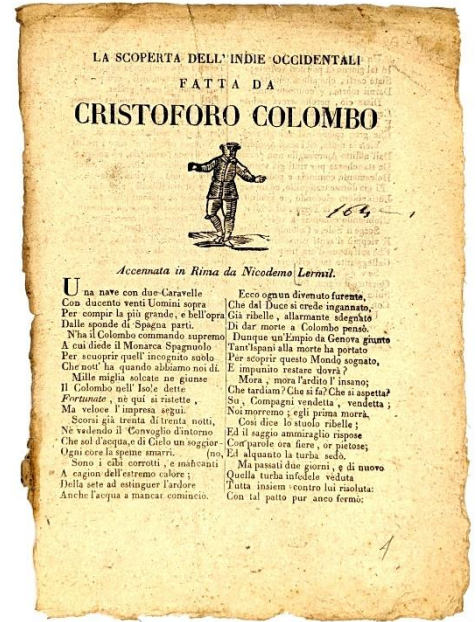 LA SCOPERTA DELL' INDIE OCCIDENTALI
FATTA DA
CRISTOFORO COLOMBO
164
Accennata in Rima da Nicodemo Lermil.
Una nave con due Caravelle
Con ducento venti Uomini sopra
Per compir la più grande, e bell'opra
Dalle sponde di Spagna parti.
N'ha il Colombo commando supremo
A cui diede il Monarca Spagnuolo
Per scuoprir quell' incognito suolo
Che nott' ha quando abbiamo noi dì.
Mille miglia solcate ne giunse
Il Colombo nell' Isole dette
Fortunate, nè quì si ristette,
Ma veloce l'impresa seguì.
Scorsi già trenta di trenta notti,
Nè vedendo il Convoglio d'intorno
Che sol d'acqua, e di Cielo un soggior-
Ogni core la speme smarrì. (no,
Sono i cibi corrotti, e mancanti
A cagion dell'estremo calore;
Della sete ad estinguer l'ardore
Anche l'acqua a mancar cominciò.
Ecco ognun divenuto furente,
Che dal Duce si crede ingannato,
Già ribelle, allarmante sdegnato
Di dar morte a Colombo pensò.
Dunque un'Empio da Genova giunto
Tant'Ispani alla morte ha portato
Per scoprir questo Mondo sognato,
E impunito restare dovrà?
Mora, mora l'ardito l' insano;
Che tardiam? Che si fa? Che si aspetta?
Su, Compagni vendetta, vendetta;
Noi morremo; egli prima morrà.
Così dice lo stuolo ribelle;
Ed il saggio ammiraglio rispose
Con parole ora fiere, or pietose;
Ed alquanto la turba sedò.
Ma passati due giorni, e di nuovo
Quella turba infedele veduta
Tutta insiem contro lui risoluta:
Con tal patto pur anco fermò: